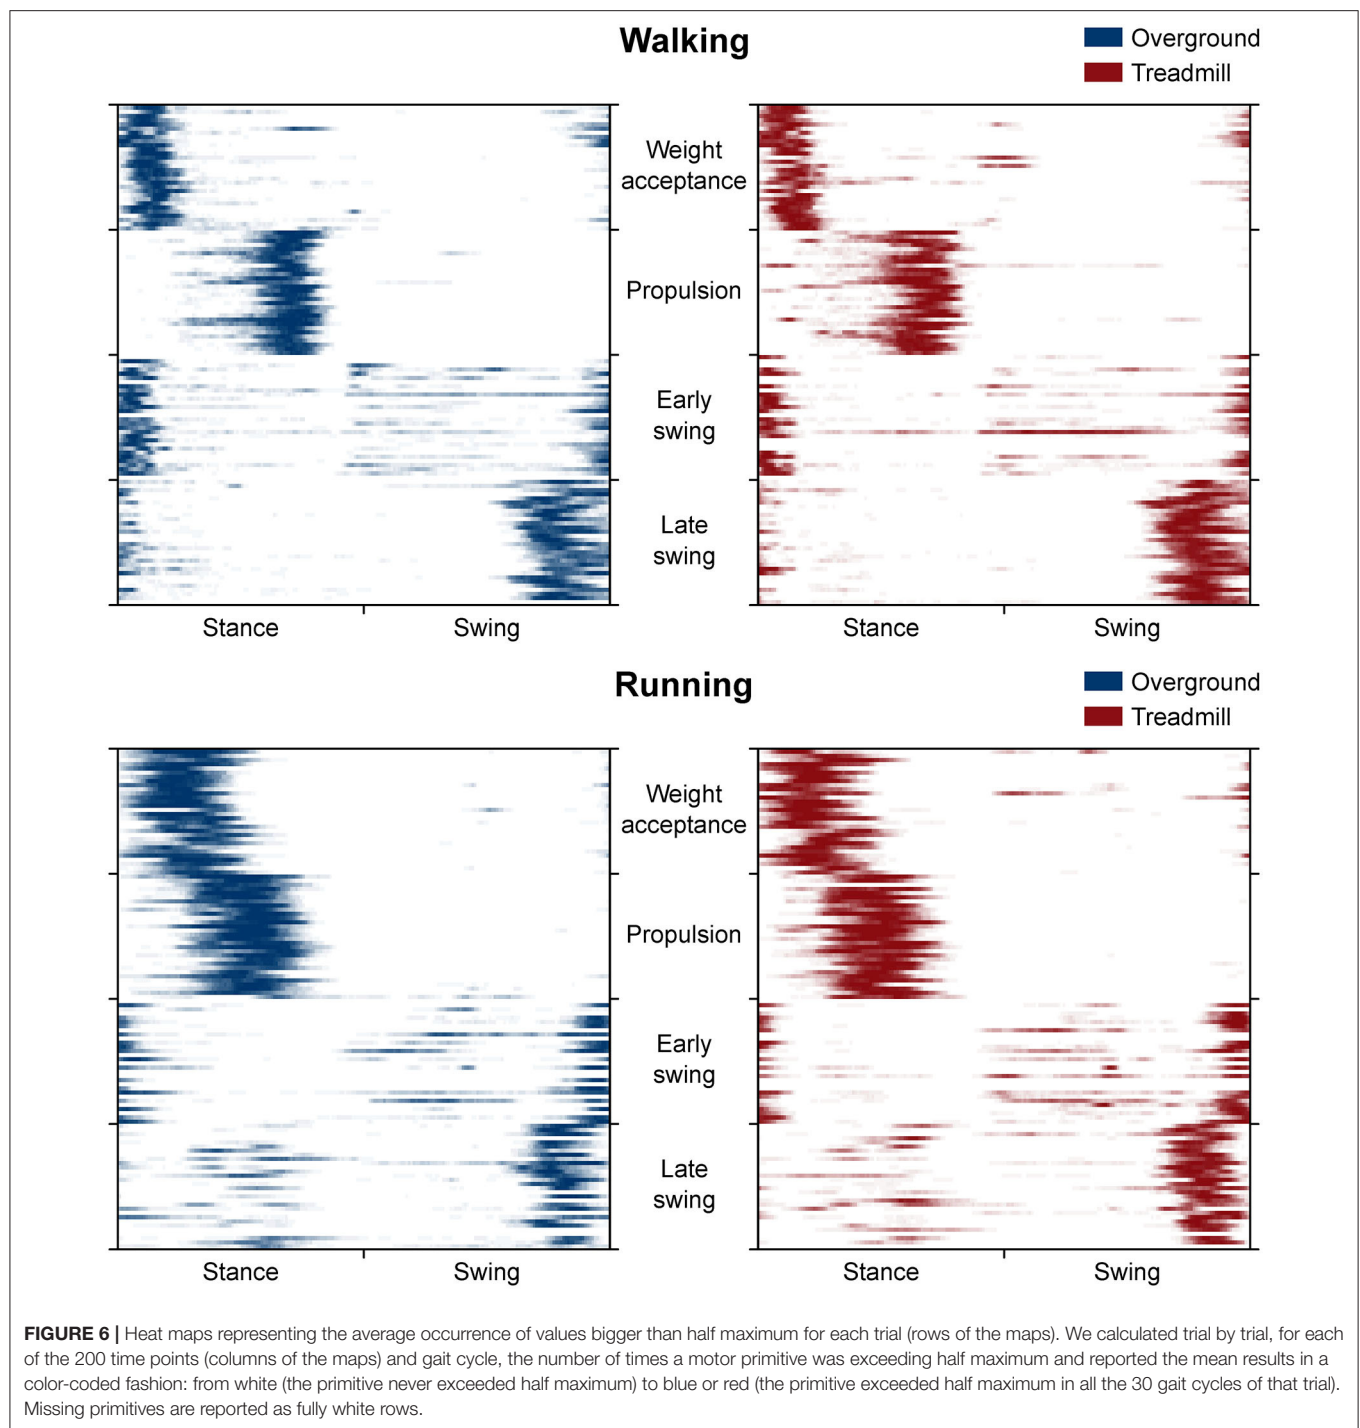 Walking
Overground
Treadmill
Weight
acceptance
Propulsion
Early
swing
Late
swing
Stance
Swing
Stance
Swing
Running
Overground
Treadmill
Weight
acceptance
Propulsion
Early
swing
Late
swing
Stance
Swing
Stance
Swing
FIGURE 6 | Heat maps representing the average occurrence of values bigger than half maximum for each trial (rows of the maps). We calculated trial by trial, for each
of the 200 time points (columns of the maps) and gait cycle, the number of times a motor primitive was exceeding half maximum and reported the mean results in a
color-coded fashion: from white (the primitive never exceeded half maximum) to blue or red (the primitive exceeded half maximum in all the 30 gait cycles of that trial).
Missing primitives are reported as fully white rows.